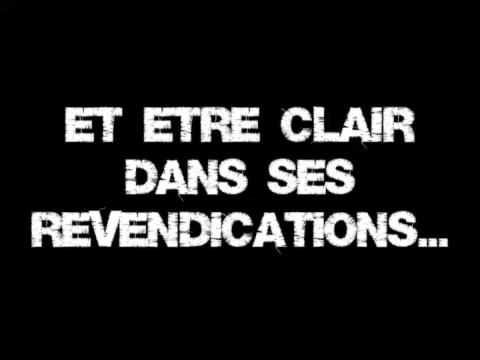 ET ETRE CLAIR
DANS SES
REVENDICATIONS...